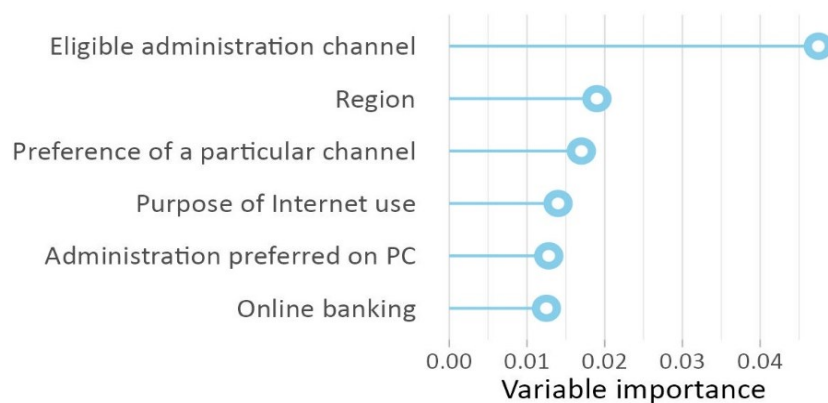 Eligible administration channel
Region
Preference of a particular channel
Purpose of Internet use
Administration preferred on PC
Online banking
0.00 0.01 0.02 0.03 0.04
Variable importance